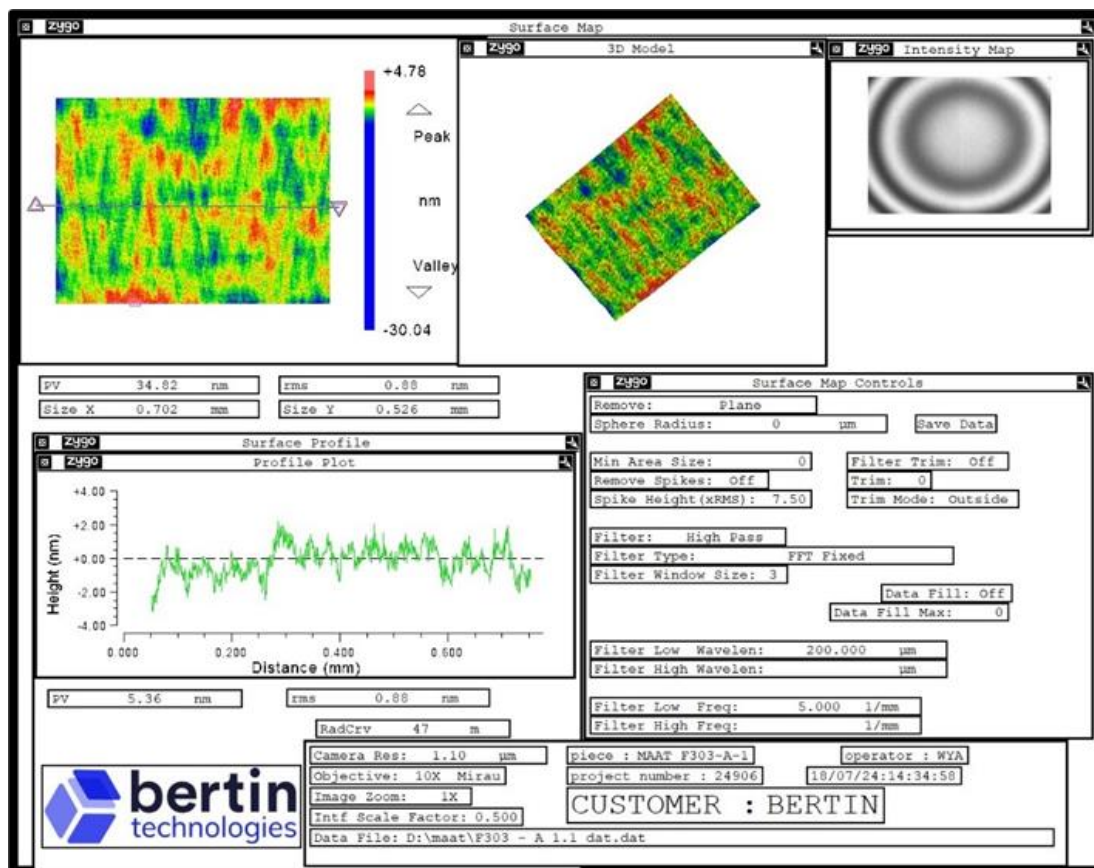 zygo Surface Map
+4.78
Peak
nm
Valley
-30.04
zygo 3D Model
zygo Intensity Map
PV 34.82 nm
rms 0.88 nm
Size X 0.702 mm
Size Y 0.526 mm
zygo Surface Profile
zygo Profile Plot
Height (nm)
+4.00
+2.00
+0.00
-2.00
-4.00
0.000 0.200 0.400 0.600
Distance (mm)
PV 5.36 nm
rms 0.88 nm
RadCrv 47 m
zygo Surface Map Controls
Remove: Plane
Sphere Radius: 0 µm
Save Data
Min Area Size: 0
Filter Trim: Off
Remove Spikes: Off
Trim: 0
Spike Height(xRMS): 7.50
Trim Mode: Outside
Filter: High Pass
Filter Type: FFT Fixed
Filter Window Size: 3
Data Fill: Off
Data Fill Max: 0
Filter Low Wavelen: 200.000 µm
Filter High Wavelen: µm
Filter Low Freq: 5.000 1/mm
Filter High Freq: 1/mm
bertin
technologies
Camera Res: 1.10 µm
piece : MAAT F303-A-1
operator : WYA
Objective: 10X Mirau
project number : 24906
18/07/24:14:34:58
Image Zoom: 1X
CUSTOMER : BERTIN
Intf Scale Factor: 0.500
Data File: D:\maat\F303 - A 1.1 dat.dat